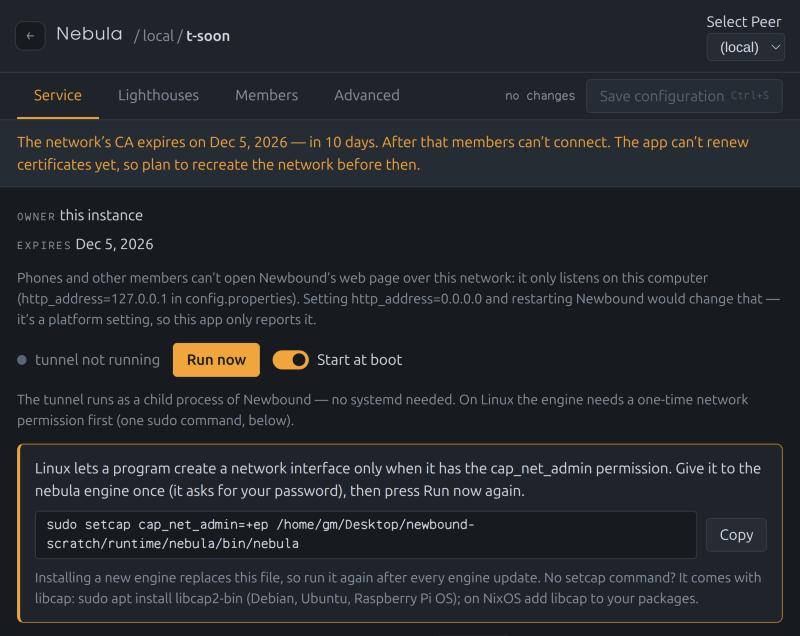 ← Nebula / local / t-soon
Select Peer
(local)
Service Lighthouses Members Advanced no changes Save configuration Ctrl+S
The network's CA expires on Dec 5, 2026 — in 10 days. After that members can't connect. The app can't renew
certificates yet, so plan to recreate the network before then.
OWNER this instance
EXPIRES Dec 5, 2026
Phones and other members can't open Newbound's web page over this network: it only listens on this computer
(http_address=127.0.0.1 in config.properties). Setting http_address=0.0.0.0 and restarting Newbound would change that —
it's a platform setting, so this app only reports it.
tunnel not running Run now Start at boot
The tunnel runs as a child process of Newbound — no systemd needed. On Linux the engine needs a one-time network
permission first (one sudo command, below).
Linux lets a program create a network interface only when it has the cap_net_admin permission. Give it to the
nebula engine once (it asks for your password), then press Run now again.
sudo setcap cap_net_admin=+ep /home/gm/Desktop/newbound-
scratch/runtime/nebula/bin/nebula
Copy
Installing a new engine replaces this file, so run it again after every engine update. No setcap command? It comes with
libcap: sudo apt install libcap2-bin (Debian, Ubuntu, Raspberry Pi OS); on NixOS add libcap to your packages.